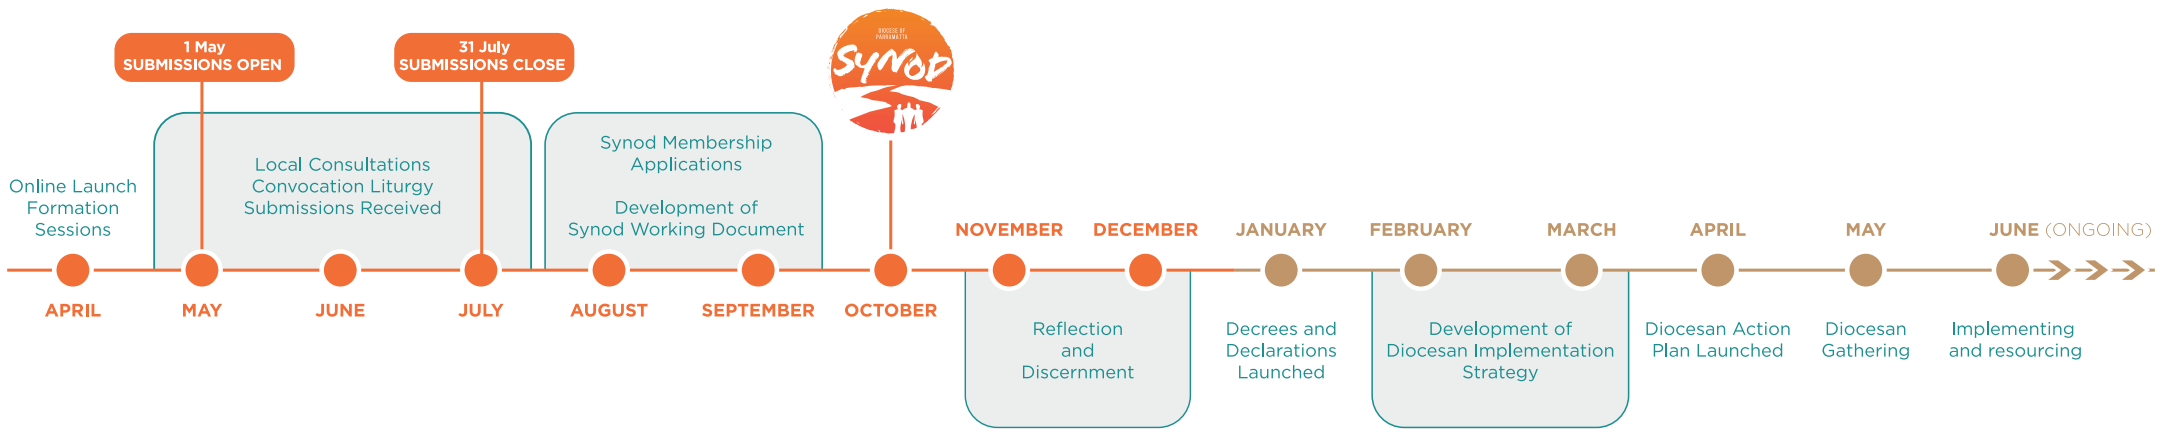 1 May
SUBMISSIONS OPEN
31 July
SUBMISSIONS CLOSE
DIOCESE OF
PARRAMATTA
SYNOD
Online Launch
Formation
Sessions
Local Consultations
Convocation Liturgy
Submissions Received
Synod Membership
Applications
Development of
Synod Working Document
APRIL
MAY
JUNE
JULY
AUGUST
SEPTEMBER
OCTOBER
NOVEMBER
DECEMBER
JANUARY
FEBRUARY
MARCH
APRIL
MAY
JUNE (ONGOING)
Reflection
and
Discernment
Decrees and
Declarations
Launched
Development of
Diocesan Implementation
Strategy
Diocesan Action
Plan Launched
Diocesan
Gathering
Implementing
and resourcing